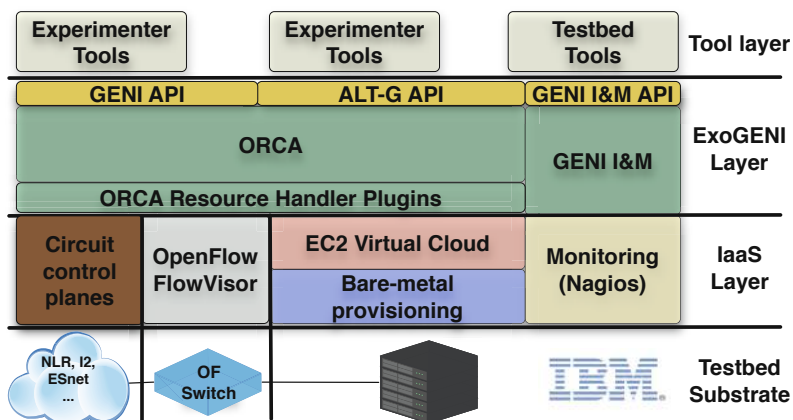 Experimenter
Tools
Experimenter
Tools
Testbed
Tools
Tool layer
GENI API
ALT-G API
GENI I&M API
ORCA
GENI I&M
ExoGENI
Layer
ORCA Resource Handler Plugins
Circuit
control
planes
OpenFlow
FlowVisor
EC2 Virtual Cloud
Bare-metal
provisioning
Monitoring
(Nagios)
IaaS
Layer
NLR, I2,
ESnet
...
OF
Switch
IBM.
Testbed
Substrate